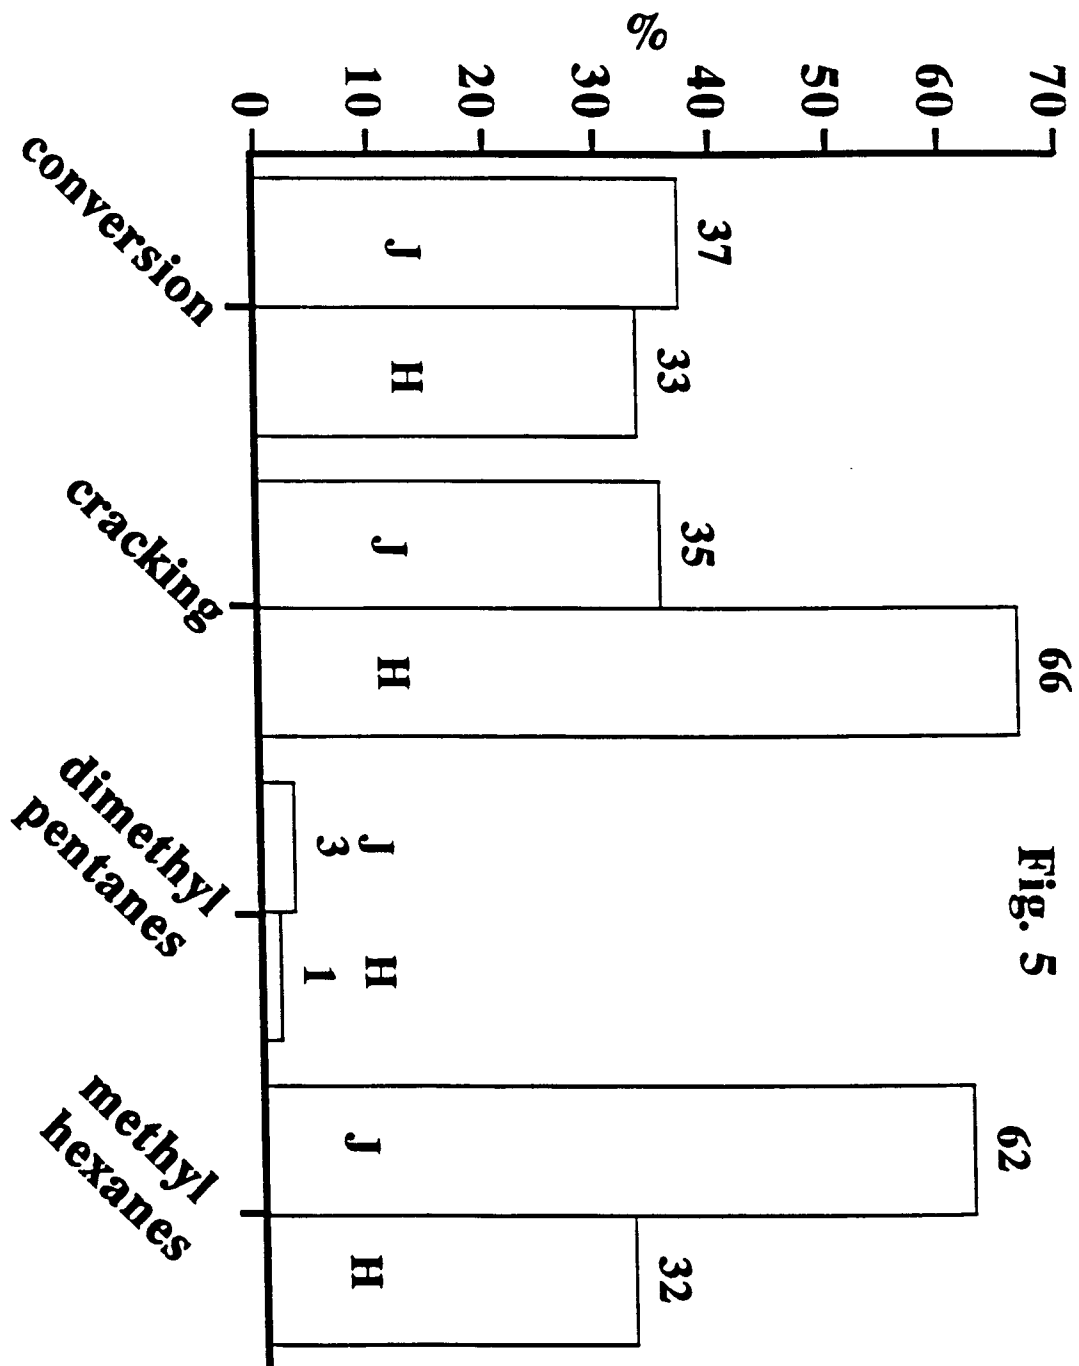 Fig. 5
%
70
60
50
40
30
20
10
0
37
33
35
66
3
1
62
32
J
H
J
H
J
H
J
H
conversion
cracking
dimethyl
pentanes
methyl
hexanes